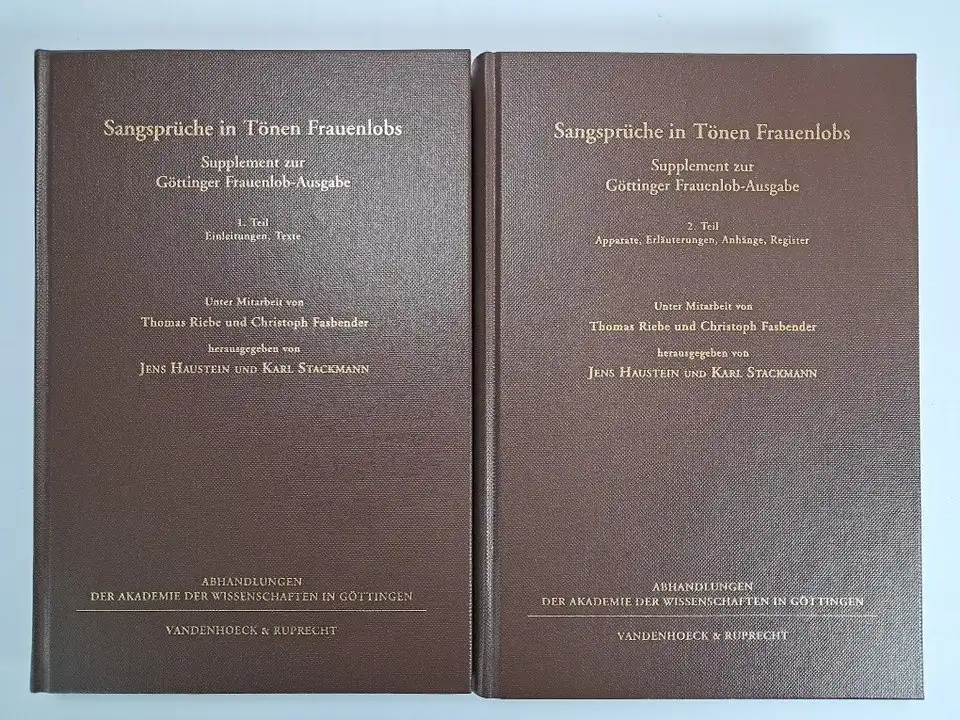 Sangsprüche in Tönen Frauenlobs
Supplement zur
Göttinger Frauenlob-Ausgabe
1. Teil
Einleitungen, Texte
Unter Mitarbeit von
Thomas Riebe und Christoph Fasbender
herausgegeben von
JENS HAUSTEIN UND KARL STACKMANN
ABHANDLUNGEN
DER AKADEMIE DER WISSENSCHAFTEN IN GÖTTINGEN
VANDENHOECK & RUPRECHT
Sangsprüche in Tönen Frauenlobs
Supplement zur
Göttinger Frauenlob-Ausgabe
2. Teil
Apparate, Erläuterungen, Anhänge, Register
Unter Mitarbeit von
Thomas Riebe und Christoph Fasbender
herausgegeben von
JENS HAUSTEIN UND KARL STACKMANN
ABHANDLUNGEN
DER AKADEMIE DER WISSENSCHAFTEN IN GÖTTINGEN
VANDENHOECK & RUPRECHT